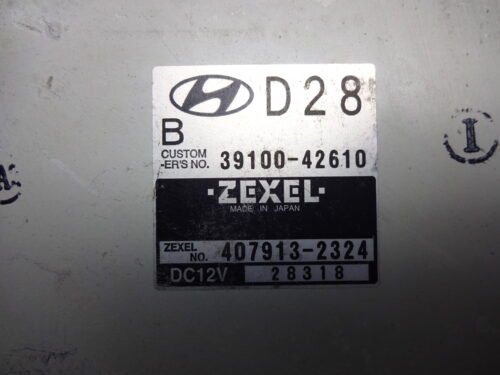 D28
B
CUSTOM
-ER'S NO. 39100-42610
·ZEXEL·
MADE IN JAPAN
ZEXEL
NO. 407913-2324
DC12V 28318
A
I